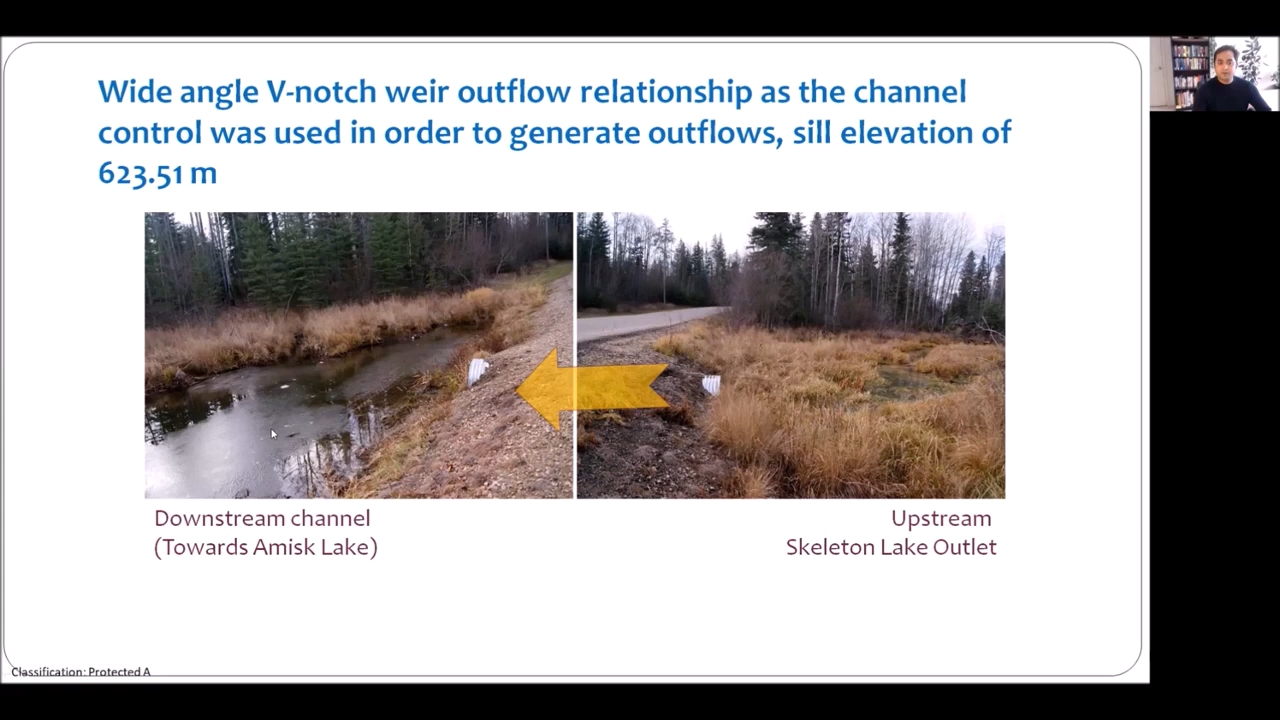 Wide angle V-notch weir outflow relationship as the channel
control was used in order to generate outflows, sill elevation of
623.51 m
Downstream channel
(Towards Amisk Lake)
Upstream
Skeleton Lake Outlet
Classification: Protected A